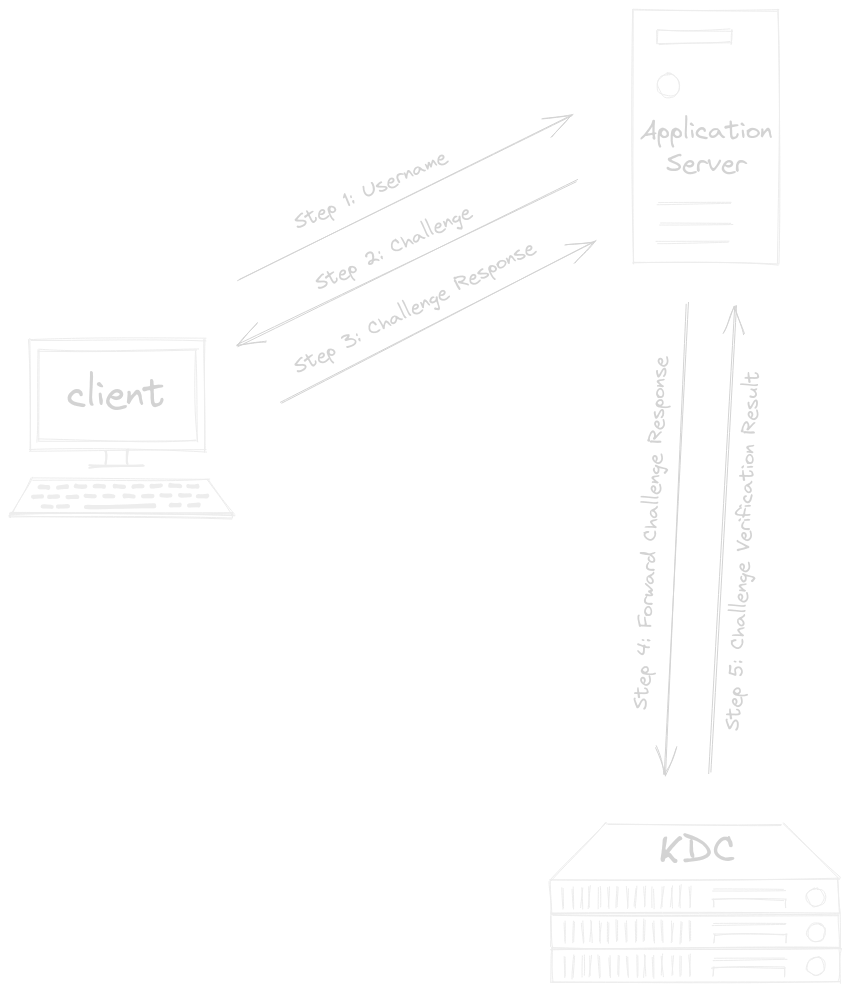 Application
Server
Step 1: Username
Step 2: Challenge
Step 3: Challenge Response
client
Step 4: Forward Challenge Response
Step 5: Challenge Verification Result
KDC